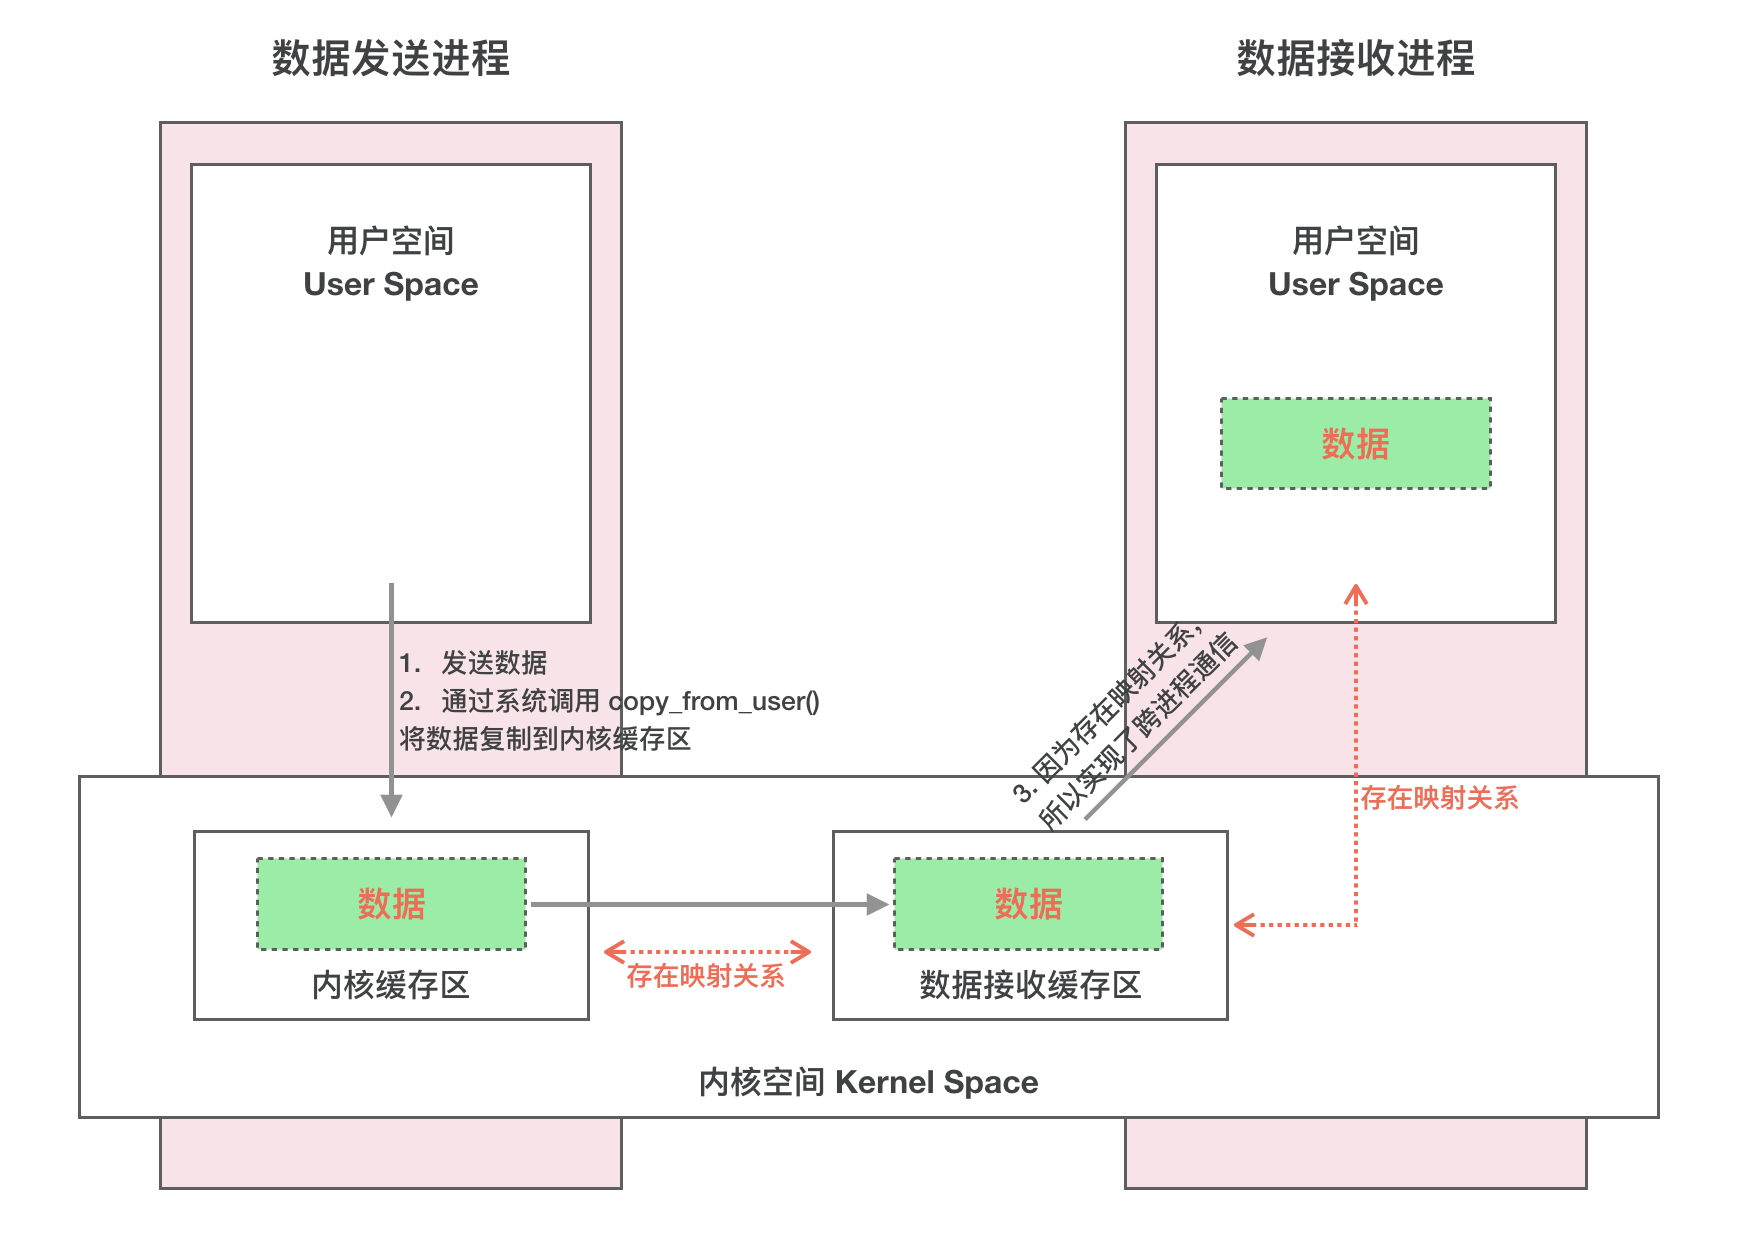 数据发送进程
数据接收进程
用户空间
User Space
用户空间
User Space
数据
1. 发送数据
2. 通过系统调用 copy_from_user()
将数据复制到内核缓存区
3. 因为存在映射关系，
所以实现了跨进程通信
存在映射关系
数据
内核缓存区
存在映射关系
数据
数据接收缓存区
内核空间 Kernel Space